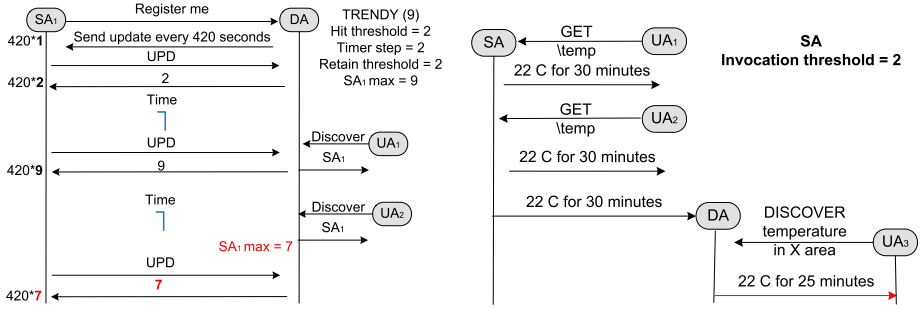 SA1
Register me
DA
TRENDY (9)
Hit threshold = 2
Timer step = 2
Retain threshold = 2
SA1 max = 9
420*1
Send update every 420 seconds
UPD
420*2
2
Time
UPD
Discover
UA1
420*9
9
SA1
Time
Discover
UA2
SA1
SA1 max = 7
UPD
420*7
7
SA
GET
\temp
UA1
22 C for 30 minutes
GET
\temp
UA2
22 C for 30 minutes
22 C for 30 minutes
DA
DISCOVER
temperature
in X area
UA3
22 C for 25 minutes
SA
Invocation threshold = 2